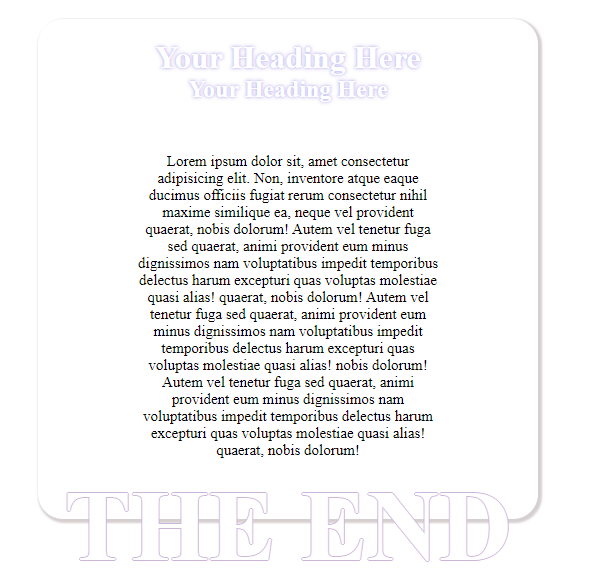 Your Heading Here
Your Heading Here
Lorem ipsum dolor sit, amet consectetur
adipisicing elit. Non, inventore atque eaque
ducimus officiis fugiat rerum consectetur nihil
maxime similique ea, neque vel provident
quaerat, nobis dolorum! Autem vel tenetur fuga
sed quaerat, animi provident eum minus
dignissimos nam voluptatibus impedit temporibus
delectus harum excepturi quas voluptas molestiae
quasi alias! quaerat, nobis dolorum! Autem vel
tenetur fuga sed quaerat, animi provident eum
minus dignissimos nam voluptatibus impedit
temporibus delectus harum excepturi quas
voluptas molestiae quasi alias! nobis dolorum!
Autem vel tenetur fuga sed quaerat, animi
provident eum minus dignissimos nam
voluptatibus impedit temporibus delectus harum
excepturi quas voluptas molestiae quasi alias!
quaerat, nobis dolorum!
THE END